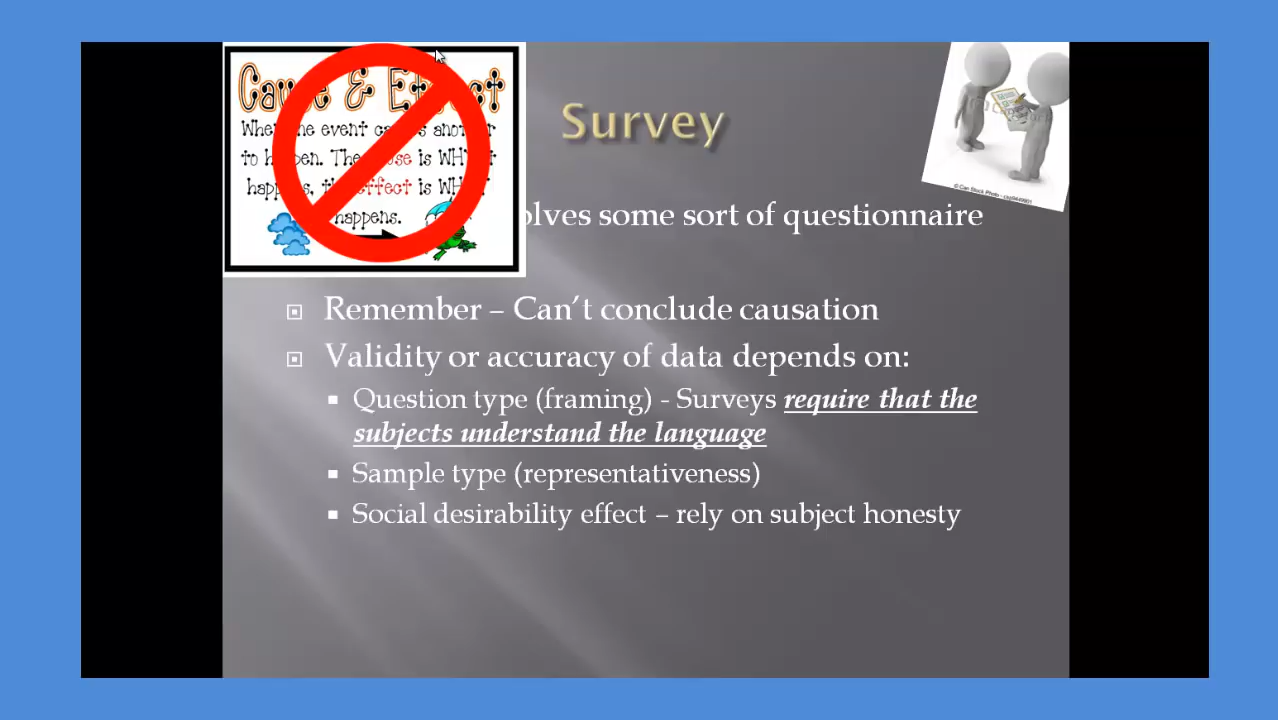 Cause & Effect
When one event causes another
to happen. The cause is WHY it
happens, the effect is WHAT
happens.
Survey
© Can Stock Photo
olves some sort of questionnaire
Remember – Can't conclude causation
Validity or accuracy of data depends on:
Question type (framing) - Surveys require that the
subjects understand the language
Sample type (representativeness)
Social desirability effect – rely on subject honesty